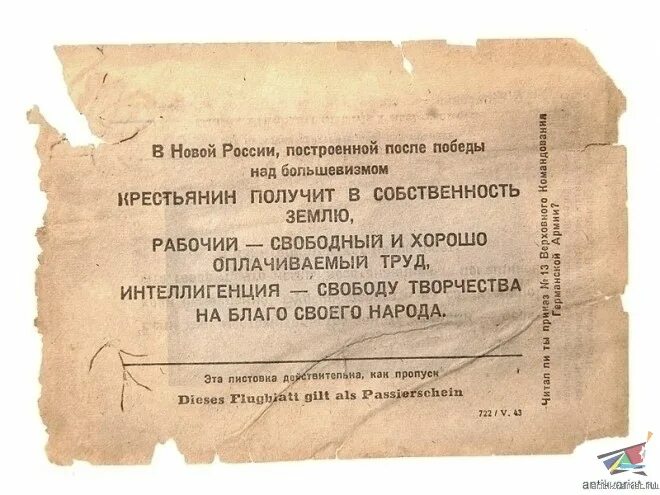 В Новой России, построенной после победы
над большевизмом
КРЕСТЬЯНИН ПОЛУЧИТ В СОБСТВЕННОСТЬ
ЗЕМЛЮ,
РАБОЧИЙ — СВОБОДНЫЙ И ХОРОШО
ОПЛАЧИВАЕМЫЙ ТРУД,
ИНТЕЛЛИГЕНЦИЯ — СВОБОДУ ТВОРЧЕСТВА
НА БЛАГО СВОЕГО НАРОДА.
Эта листовка действительна, как пропуск
Dieses Flugblatt gilt als Passierschein
722 / V. 43
Читал ли ты приказ № 13 Верховного Командования
Германской Армии?